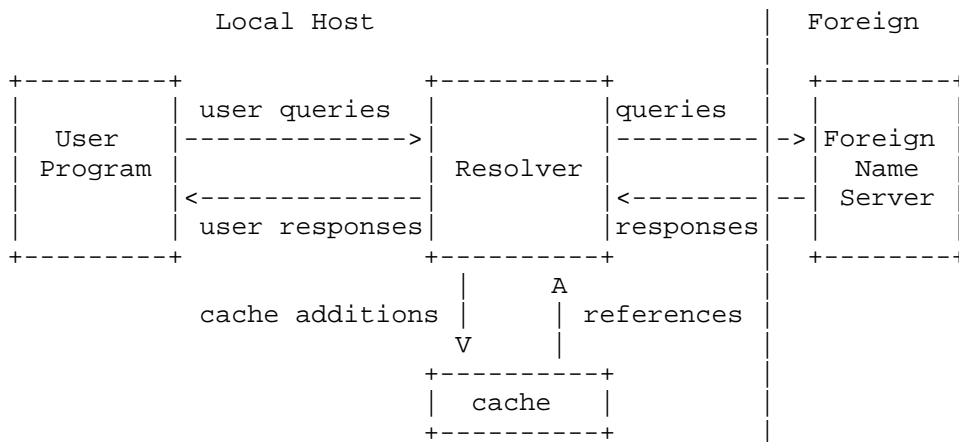 Local Host | Foreign
|
+---------+ +----------+ | +--------+
| | user queries | |queries | | |
| User |-------------->| |---------|->|Foreign |
| Program | | Resolver | | | Name |
| |<--------------| |<--------|--| Server |
| | user responses| |responses| | |
+---------+ +----------+ | +--------+
| A |
cache additions | | references |
V | |
+----------+ |
| cache | |
+----------+ |